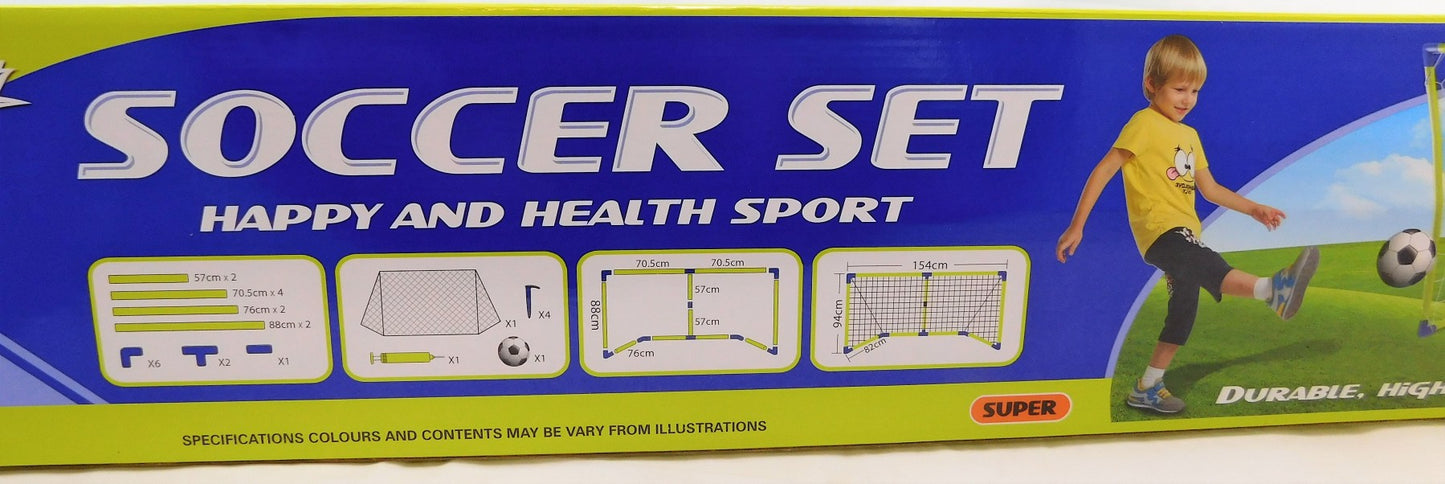 SOCCER SET
HAPPY AND HEALTH SPORT
57cm x 2
70.5cm x 4
76cm x 2
88cm x 2
X6
X2
X1
X1
X4
X1
X1
70.5cm
70.5cm
88cm
57cm
57cm
76cm
154cm
94cm
82cm
SUPER
DURABLE, HIGH
SPECIFICATIONS COLOURS AND CONTENTS MAY BE VARY FROM ILLUSTRATIONS